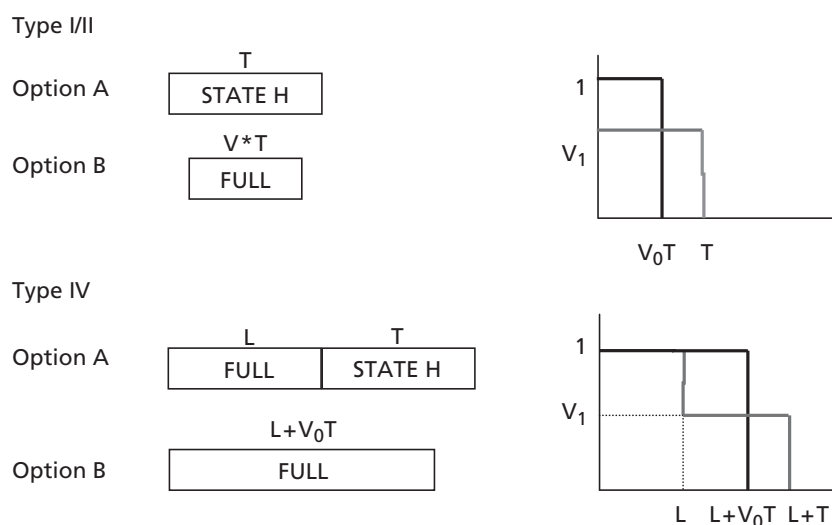 Type I/II
T
Option A
STATE H
V*T
Option B
FULL
1
V₁
V₀T T
Type IV
L T
Option A
FULL STATE H
L+V₀T
Option B
FULL
1
V₁
L L+V₀T L+T